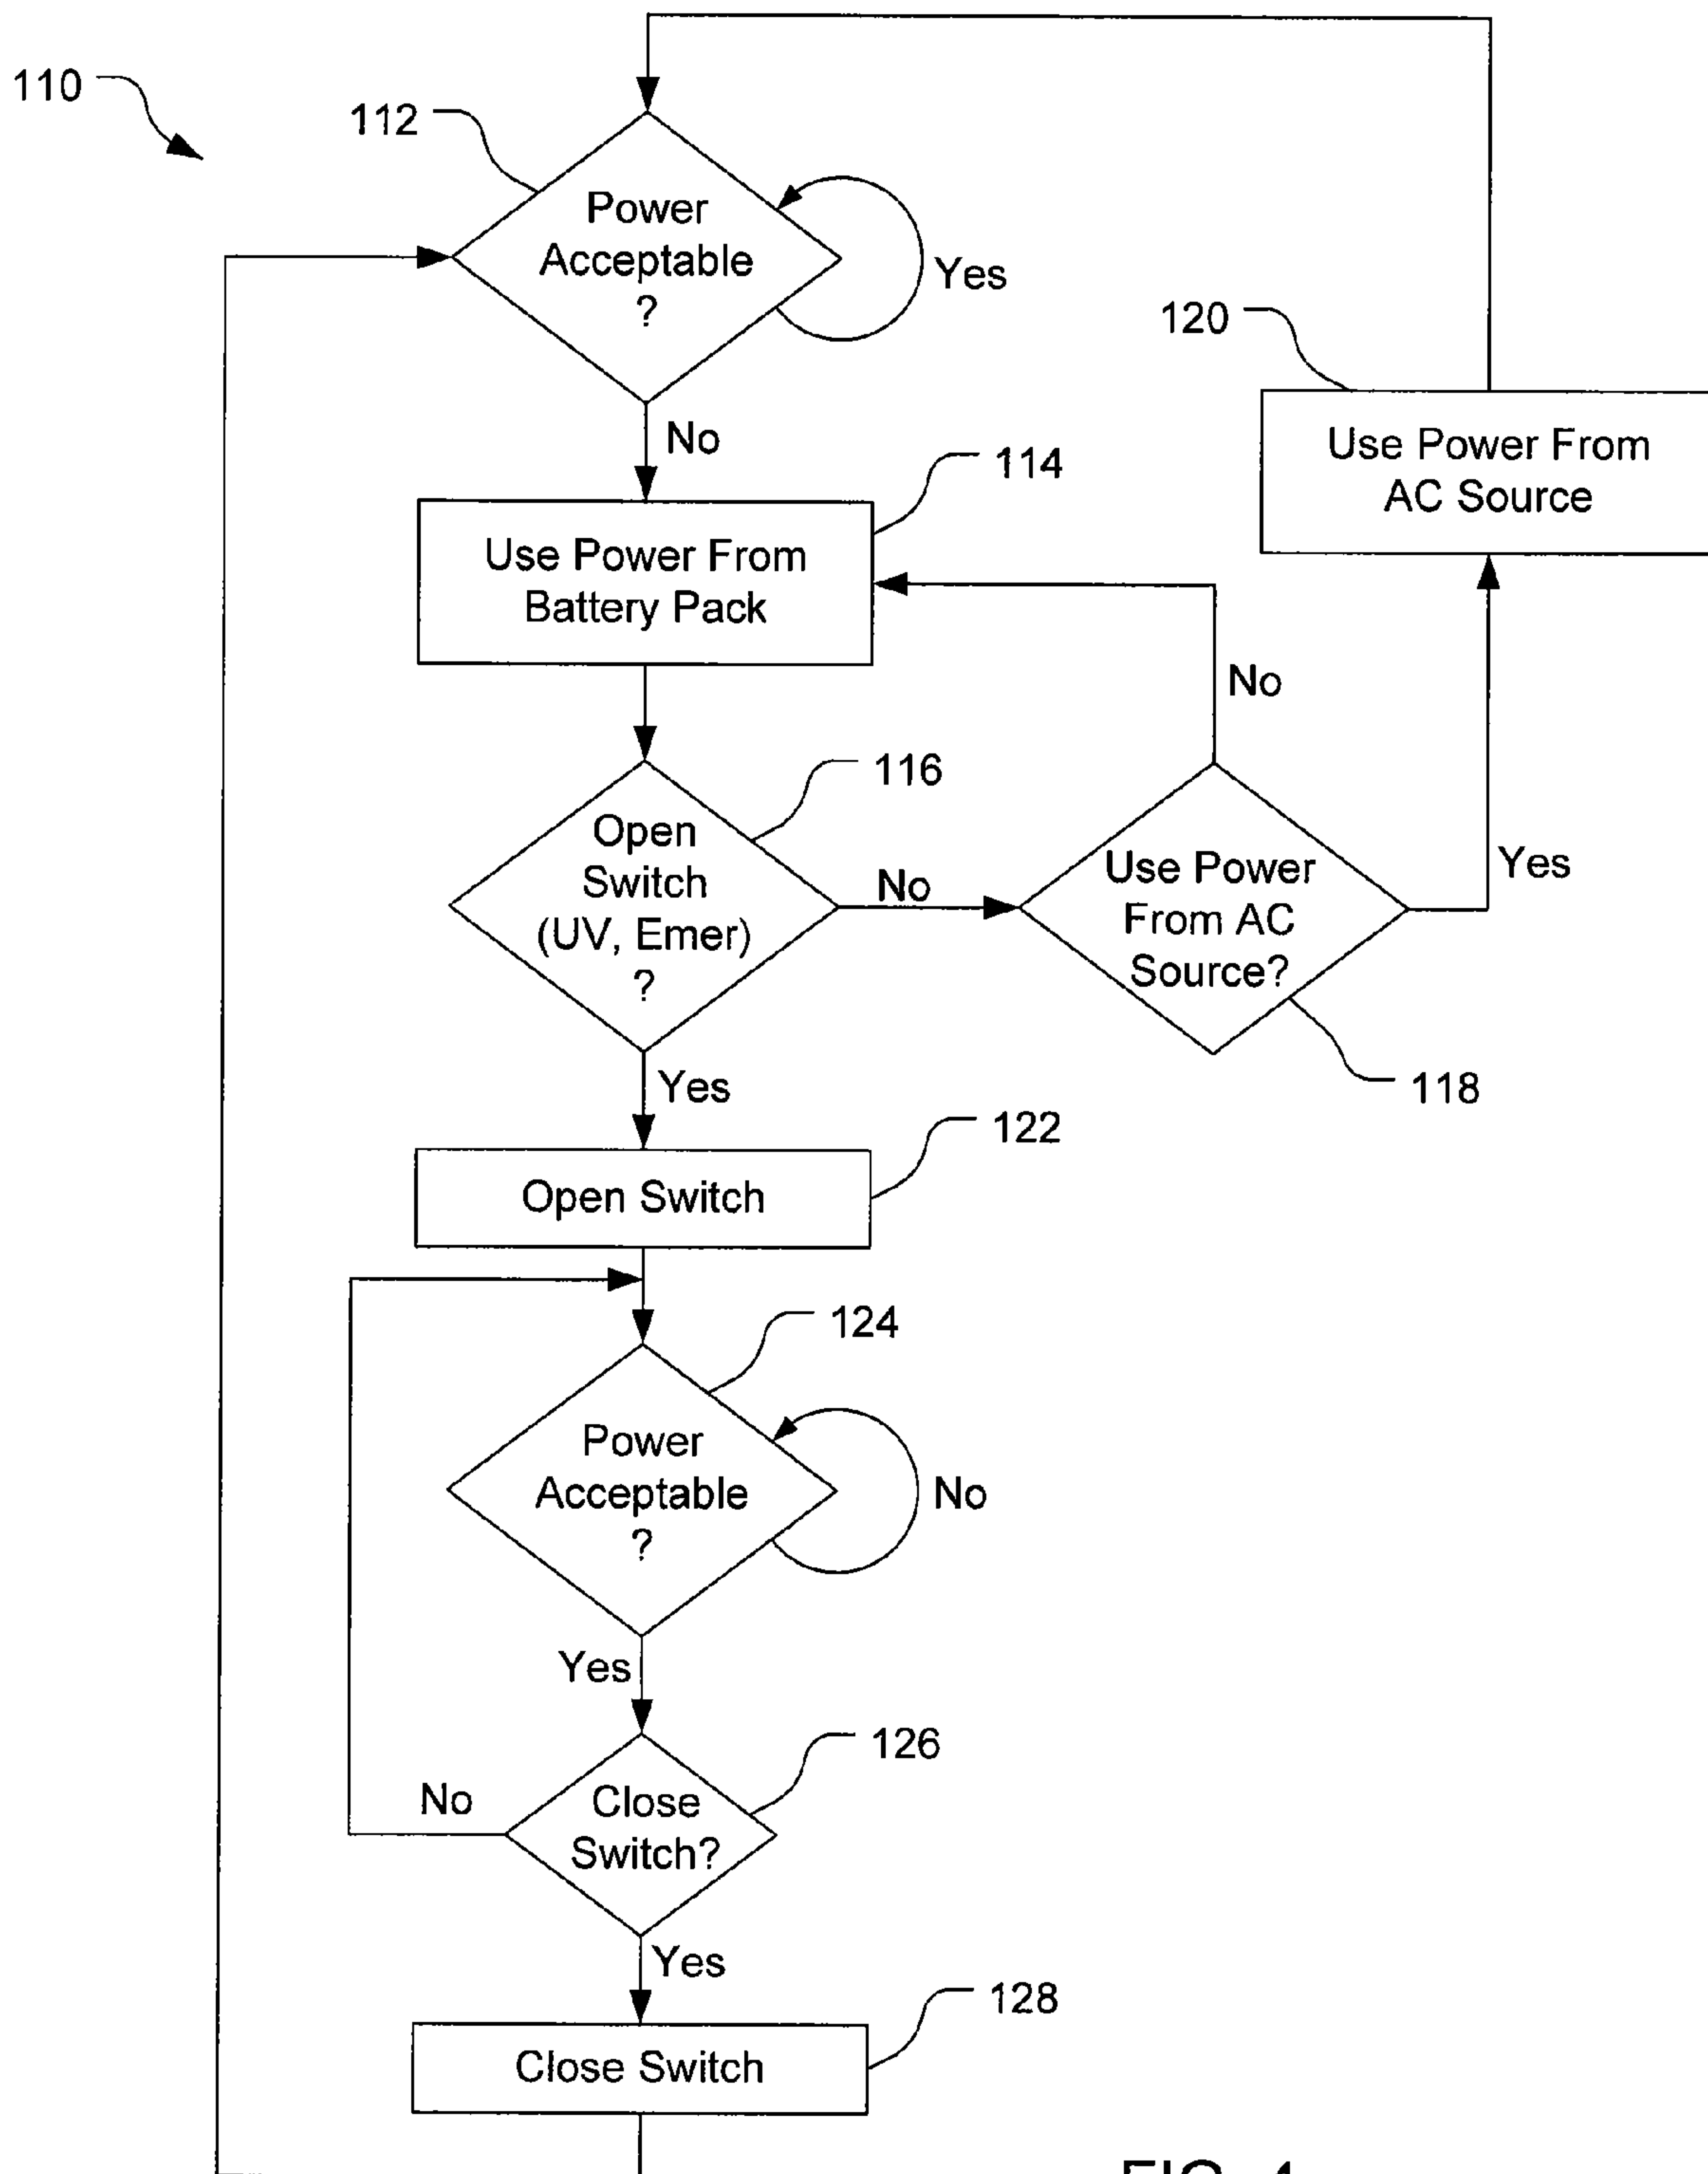 110
112
Power
Acceptable
?
Yes
120
Use Power From
AC Source
No
114
Use Power From
Battery Pack
No
116
Open
Switch
(UV, Emer)
?
No
Use Power
From AC
Source?
Yes
118
Yes
122
Open Switch
124
Power
Acceptable
?
No
Yes
126
Close
Switch?
No
Yes
128
Close Switch